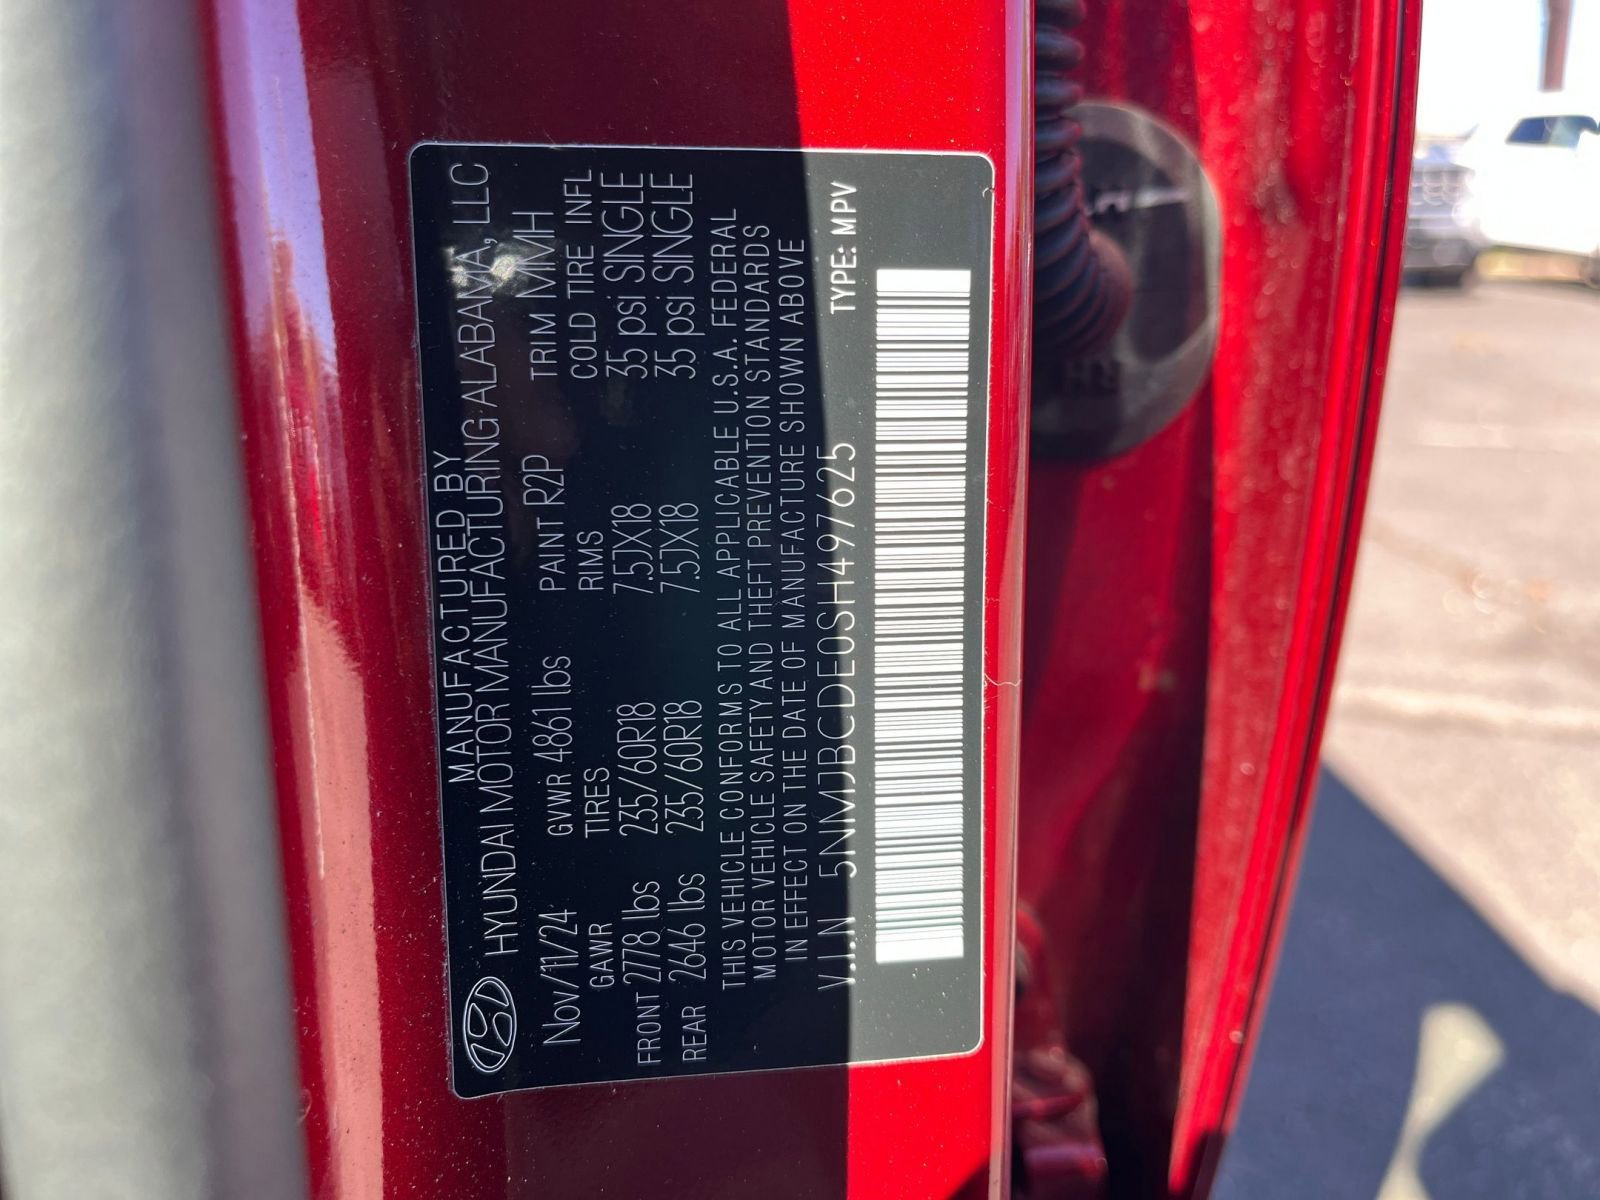 MANUFACTURED BY
HYUNDAI MOTOR MANUFACTURING ALABAMA, LLC
Nov/11/24 GVWR 4861 lbs PAINT R2P TRIM MMH
GAWR TIRES RIMS COLD TIRE INFL
FRONT 2778 lbs 235/60R18 7.5JX18 35 psi SINGLE
REAR 2646 lbs 235/60R18 7.5JX18 35 psi SINGLE
THIS VEHICLE CONFORMS TO ALL APPLICABLE U.S.A. FEDERAL
MOTOR VEHICLE SAFETY AND THEFT PREVENTION STANDARDS
IN EFFECT ON THE DATE OF MANUFACTURE SHOWN ABOVE
V.I.N 5NMJBCDE0SH497625 TYPE: MPV
RH